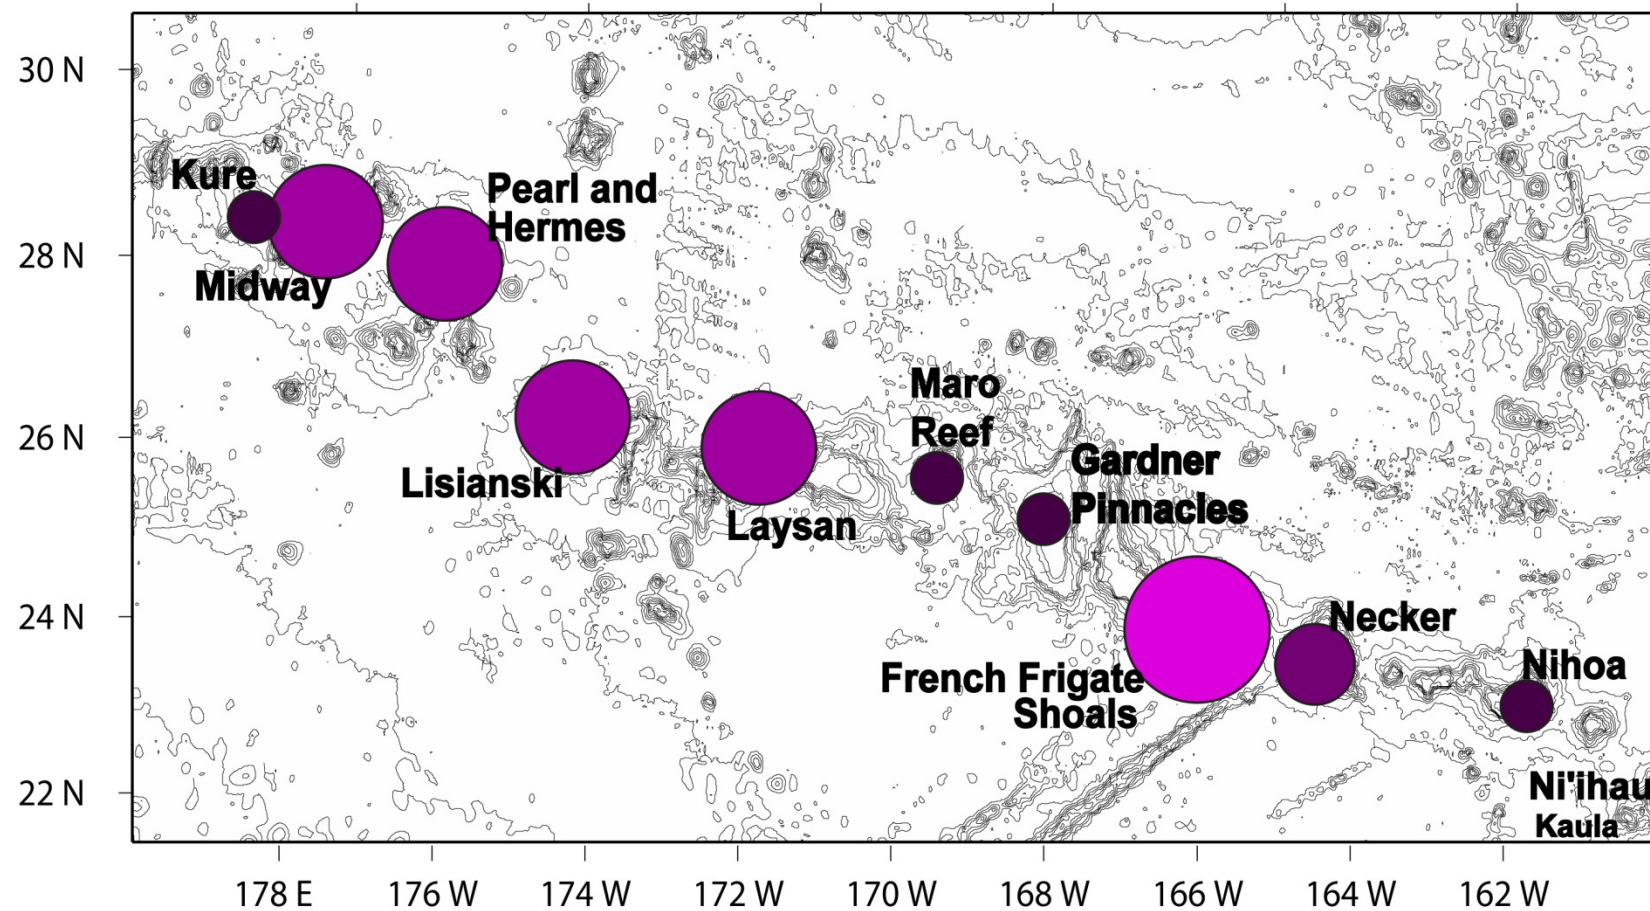 30 N
28 N
26 N
24 N
22 N
Kure
Midway
Pearl and
Hermes
Lisianski
Laysan
Maro
Reef
Gardner
Pinnacles
French Frigate
Shoals
Necker
Nihoa
Ni'ihau
Kaula
178 E
176 W
174 W
172 W
170 W
168 W
166 W
164 W
162 W